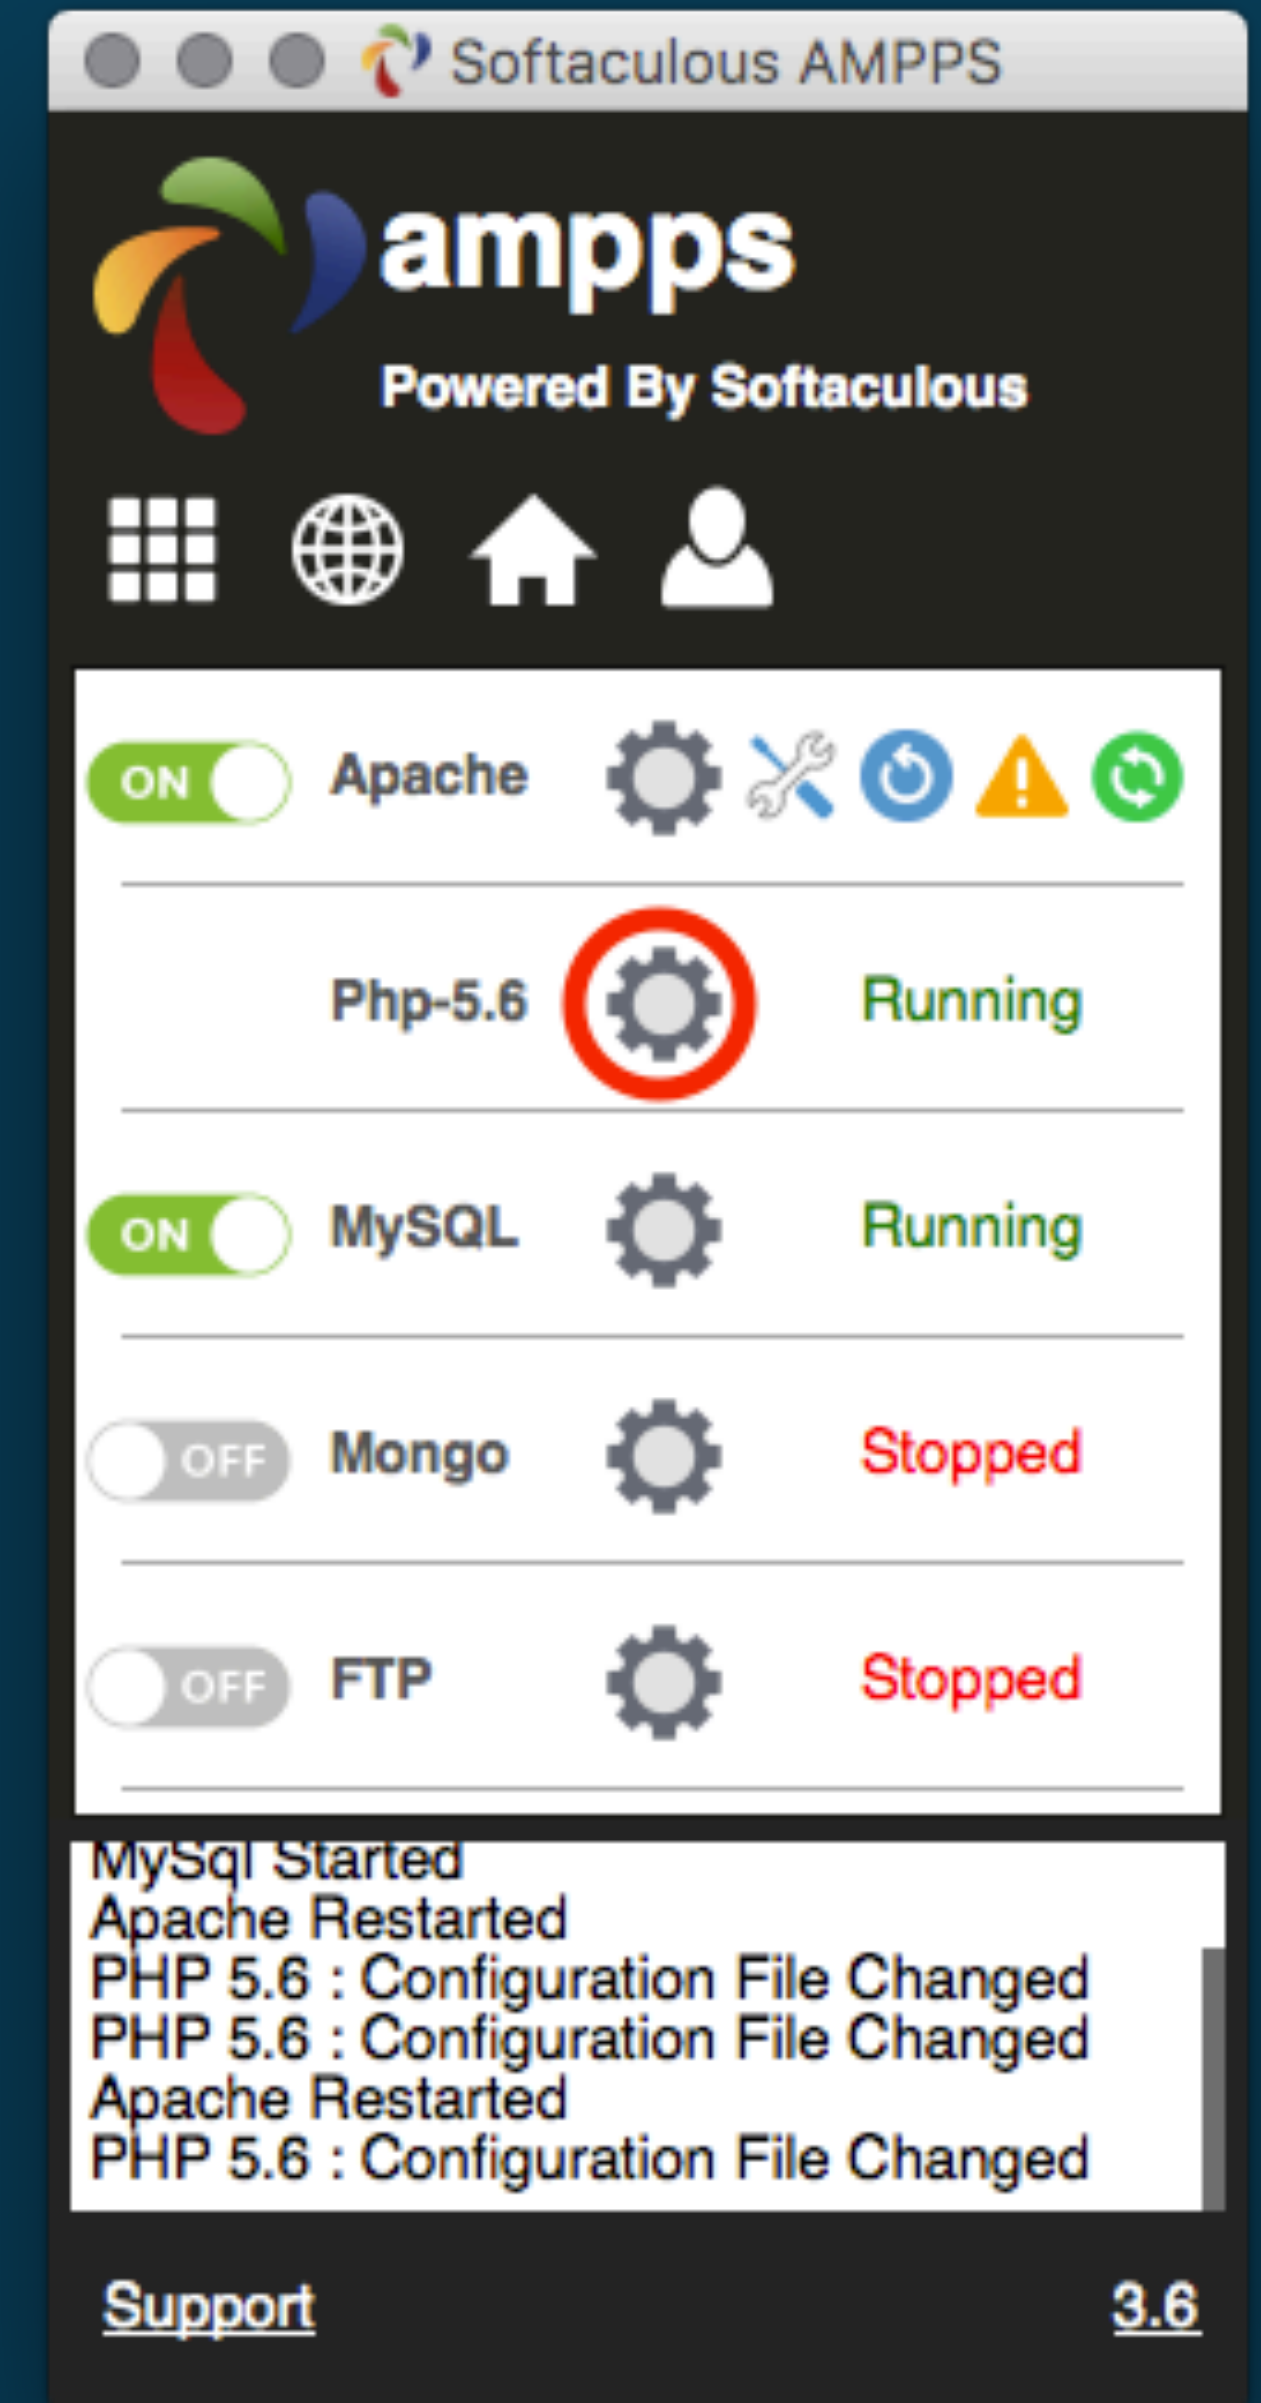 Softaculous AMPPS
ampps
Powered By Softaculous
ON Apache
Php-5.6 Running
ON MySQL Running
OFF Mongo Stopped
OFF FTP Stopped
MySql Started
Apache Restarted
PHP 5.6 : Configuration File Changed
PHP 5.6 : Configuration File Changed
Apache Restarted
PHP 5.6 : Configuration File Changed
Support 3.6